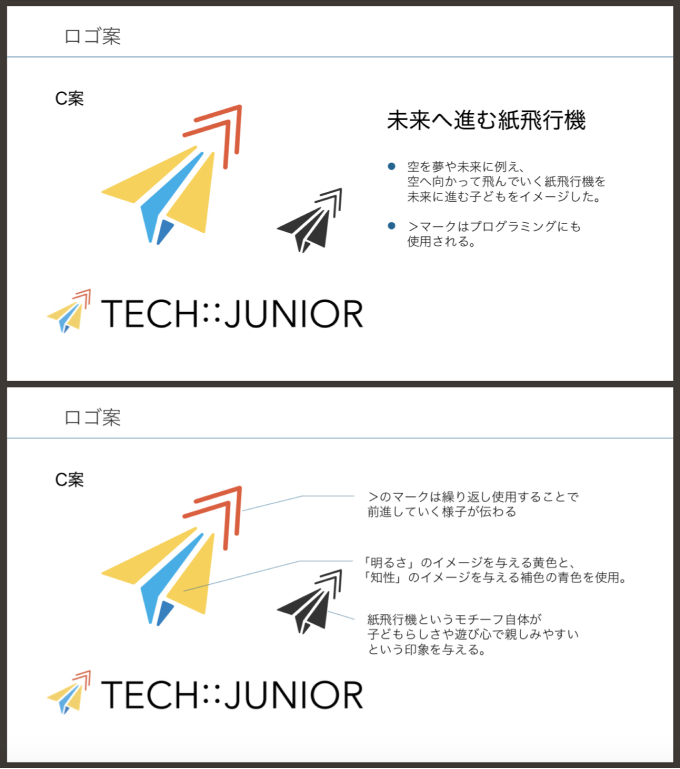 ロゴ案
C案
未来へ進む紙飛行機
● 空を夢や未来に例え、
空へ向かって飛んでいく紙飛行機を
未来に進む子どもをイメージした。
● ＞マークはプログラミングにも
使用される。
TECH::JUNIOR
ロゴ案
C案
＞のマークは繰り返し使用することで
前進していく様子が伝わる
「明るさ」のイメージを与える黄色と、
「知性」のイメージを与える補色の青色を使用。
紙飛行機というモチーフ自体が
子どもらしさや遊び心で親しみやすい
という印象を与える。
TECH::JUNIOR